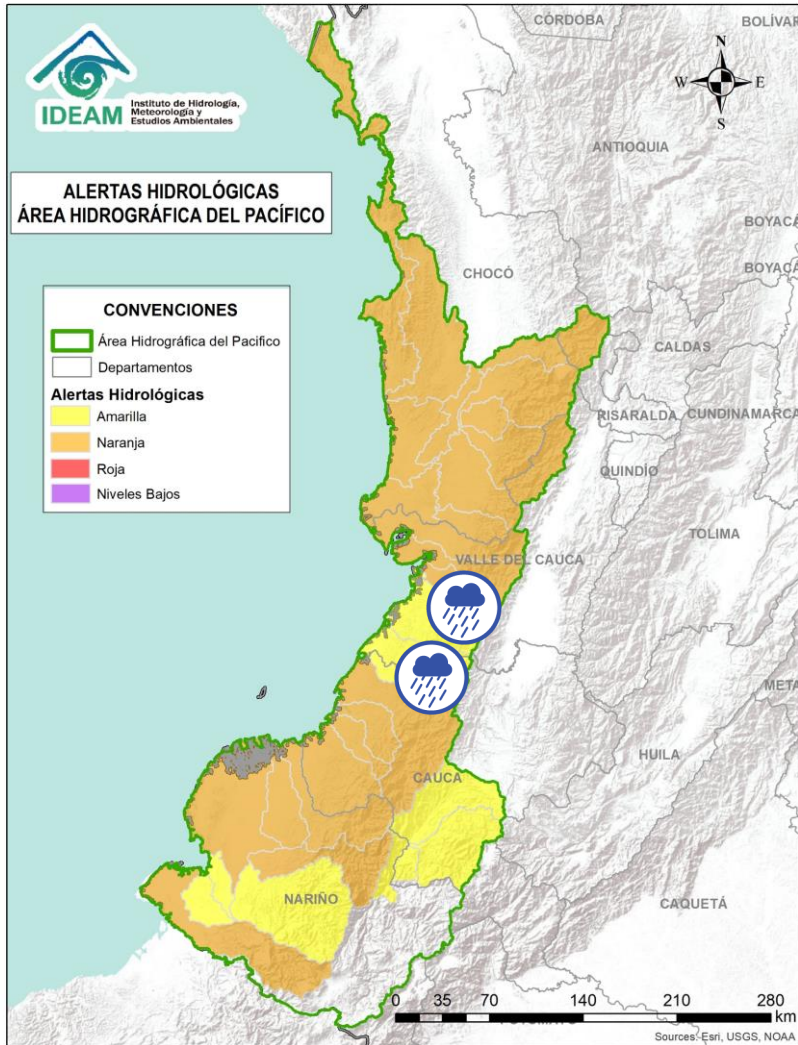 CÓRDOBA
BOLÍVAR
IDEAM
Instituto de Hidrología,
Meteorología y
Estudios Ambientales
N
W
E
S
ANTIOQUIA
ALERTAS HIDROLÓGICAS
ÁREA HIDROGRÁFICA DEL PACÍFICO
BOYACÁ
BOYACÁ
CHOCÓ
CONVENCIONES
Área Hidrográfica del Pacifico
Departamentos
Alertas Hidrológicas
Amarilla
Naranja
Roja
Niveles Bajos
CALDAS
RISARALDA
CUNDINAMARCA
QUINDÍO
TOLIMA
VALLE DEL CAUCA
META
HUILA
CAUCA
NARIÑO
CAQUETÁ
0 35 70 140 210 280
km
Sources: Esri, USGS, NOAA